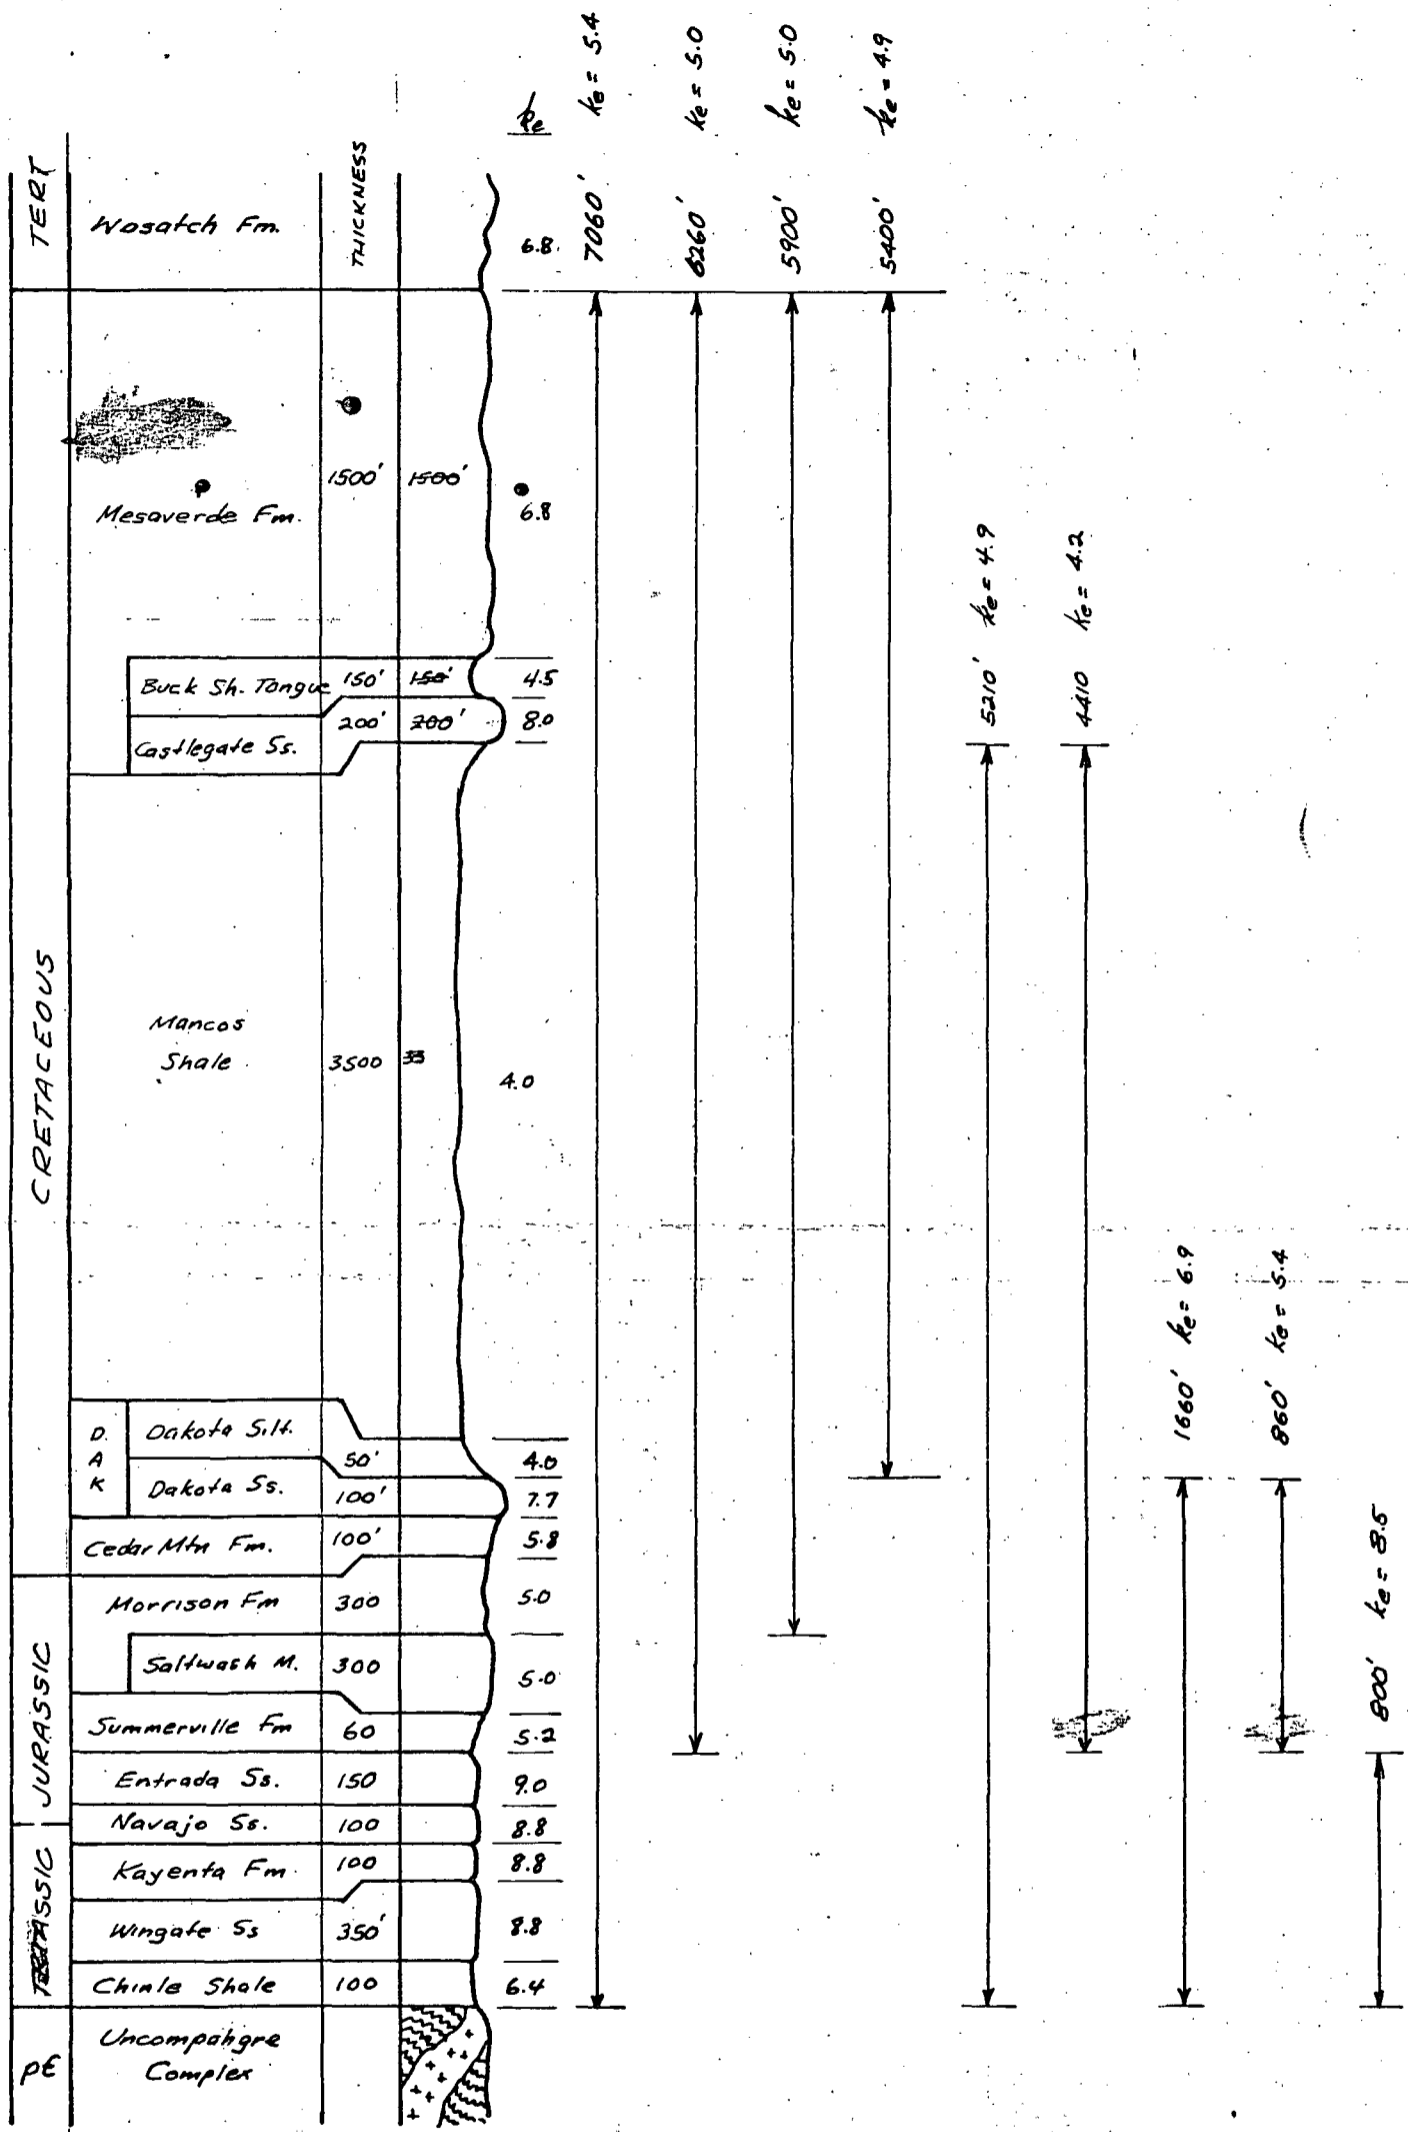 ke
ke = 5.4
ke = 5.0
ke = 5.0
ke = 4.9
TERT
Wasatch Fm.
THICKNESS
6.8
7060'
6260'
5900'
5400'
CRETACEOUS
Mesaverde Fm.
1500'
1500'
6.8
Buck Sh. Tongue
150'
150'
4.5
Castlegate Ss.
200'
200'
8.0
5210' ke = 4.9
4410 ke = 4.2
Mancos
Shale
3500
33
4.0
DAK
Dakota Silt.
50'
4.0
Dakota Ss.
100'
7.7
1660' ke = 6.9
860' ke = 5.4
Cedar Mtn Fm.
100'
5.8
JURASSIC
Morrison Fm
300
5.0
Saltwash M.
300
5.0
Summerville Fm
60
5.2
800' ke = 8.5
Entrada Ss.
150
9.0
Navajo Ss.
100
8.8
TRIASSIC
Kayenta Fm.
100
8.8
Wingate Ss
350'
8.8
Chinle Shale
100
6.4
p€
Uncompahgre
Complex